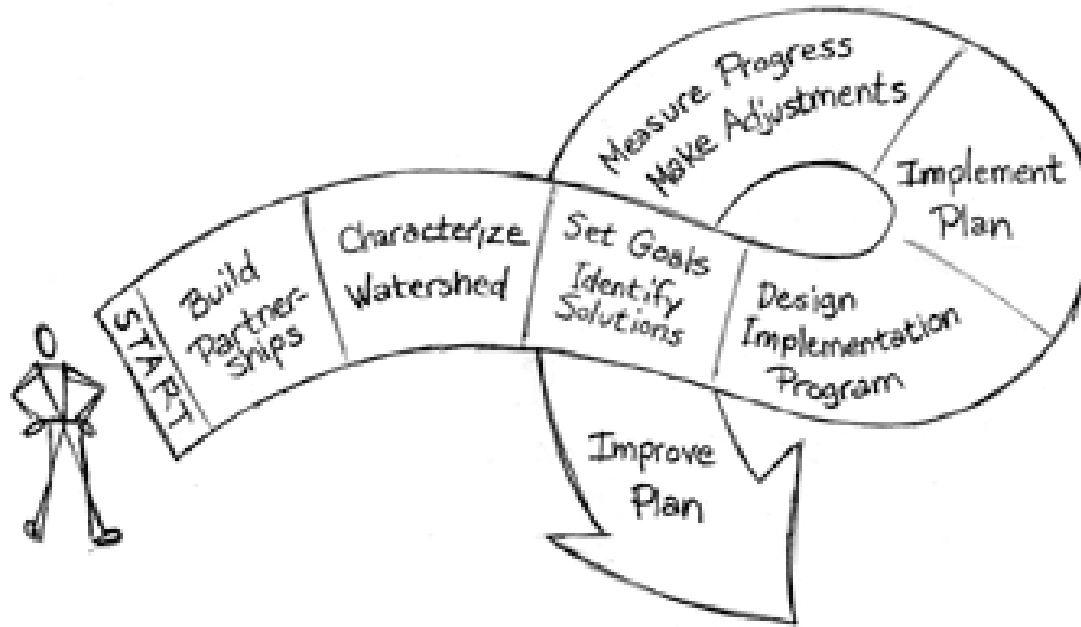 START
Build
Partner-
ships
Characterize
Watershed
Set Goals
Identify
Solutions
Design
Implementation
Program
Implement
Plan
Measure Progress
Make Adjustments
Improve
Plan